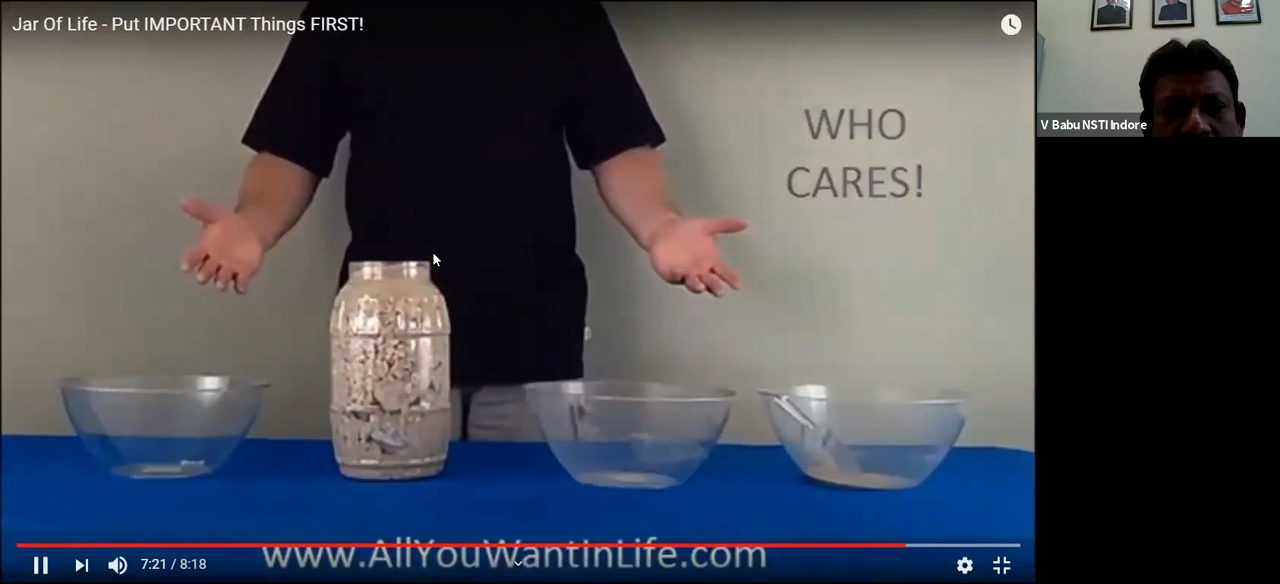 Jar Of Life - Put IMPORTANT Things FIRST!
V Babu NSTI Indore
WHO
CARES!
www.AllYouWantInLife.com
7:21 / 8:18